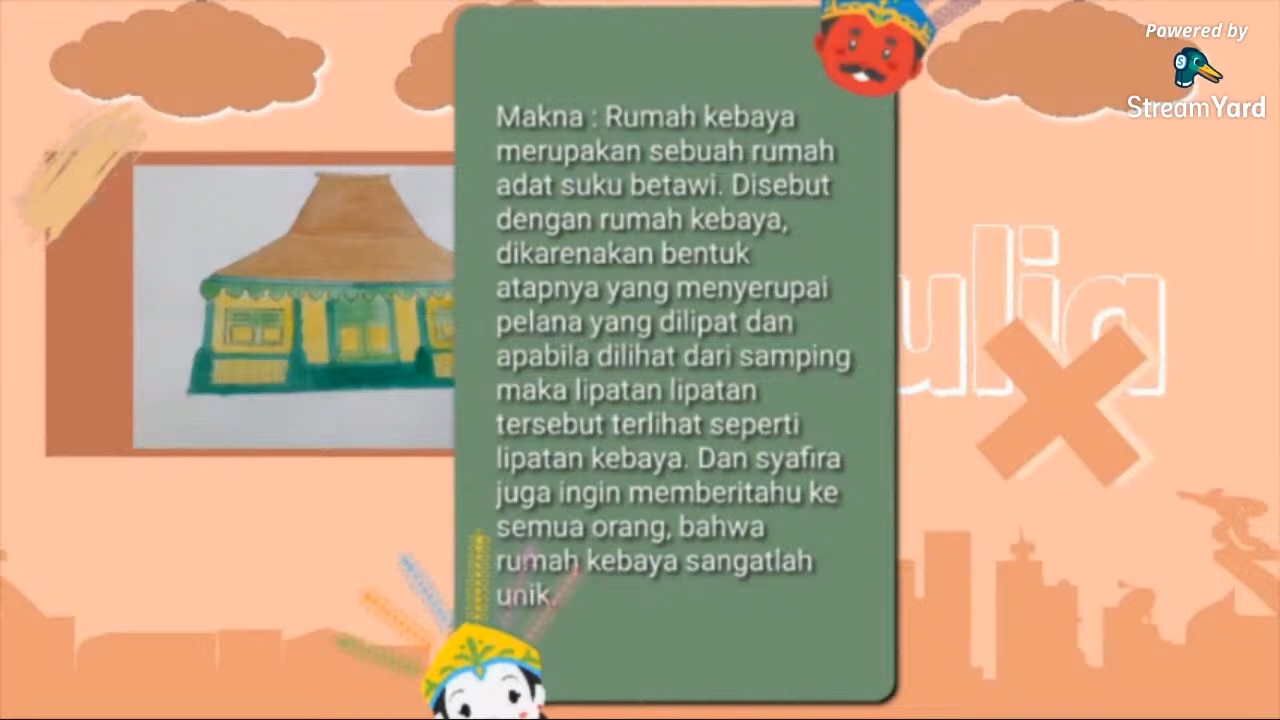 Powered by
StreamYard
Makna : Rumah kebaya
merupakan sebuah rumah
adat suku betawi. Disebut
dengan rumah kebaya,
dikarenakan bentuk
atapnya yang menyerupai
pelana yang dilipat dan
apabila dilihat dari samping
maka lipatan lipatan
tersebut terlihat seperti
lipatan kebaya. Dan syafira
juga ingin memberitahu ke
semua orang, bahwa
rumah kebaya sangatlah
unik.